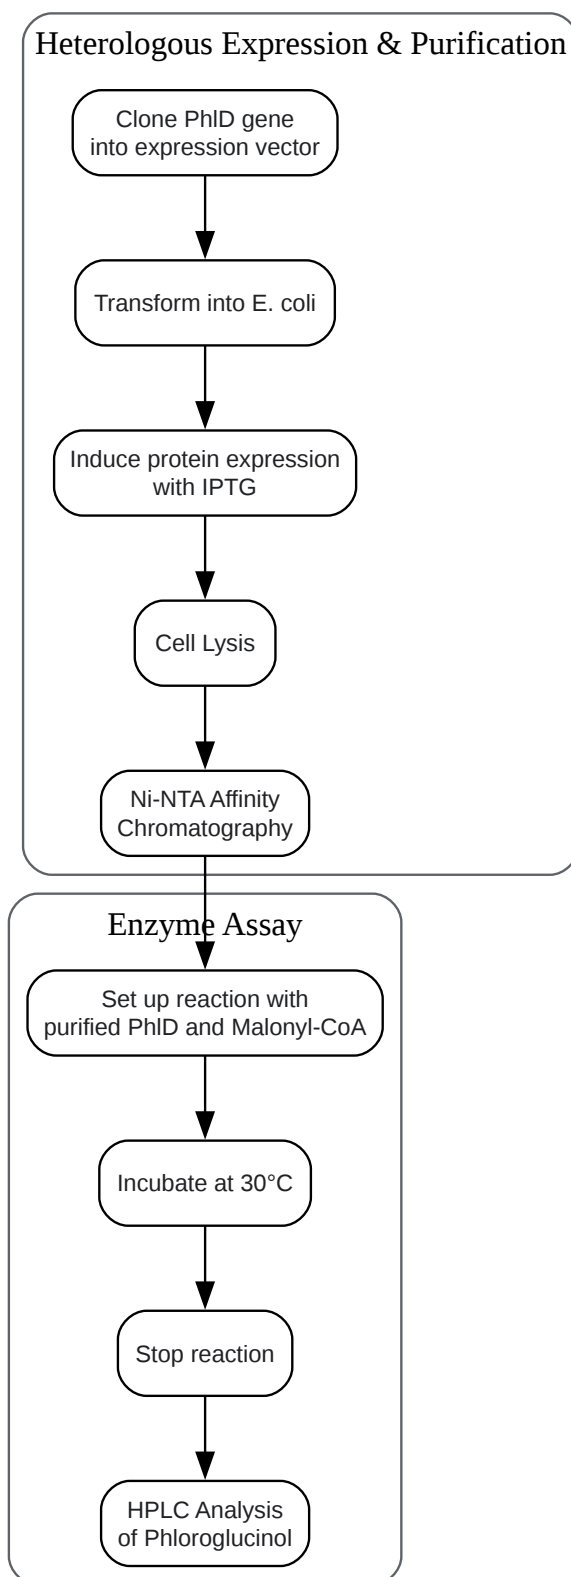 Heterologous Expression & Purification
Clone PhlD gene
into expression vector
Transform into E. coli
Induce protein expression
with IPTG
Cell Lysis
Ni-NTA Affinity
Chromatography
Enzyme Assay
Set up reaction with
purified PhlD and Malonyl-CoA
Incubate at 30°C
Stop reaction
HPLC Analysis
of Phloroglucinol